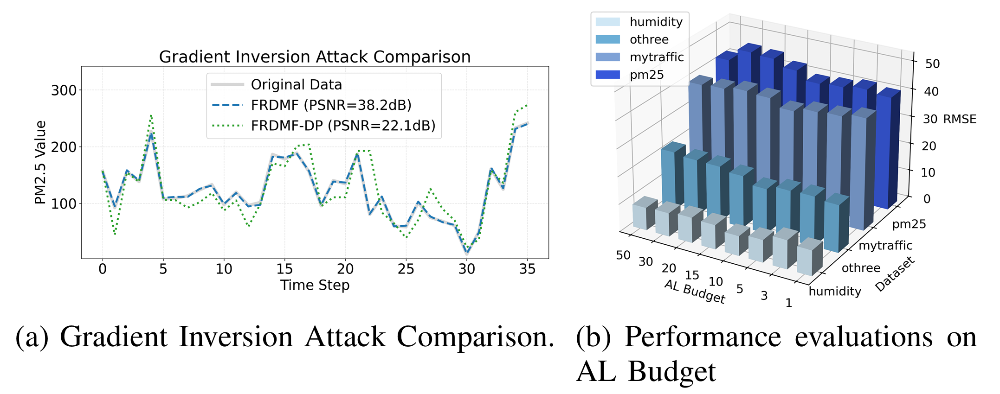 Gradient Inversion Attack Comparison
Original Data
FRDMF (PSNR=38.2dB)
FRDMF-DP (PSNR=22.1dB)
PM2.5 Value
300
200
100
0 5 10 15 20 25 30 35
Time Step
(a) Gradient Inversion Attack Comparison.
humidity
othree
mytraffic
pm25
50
40
30 RMSE
20
10
0
pm25
mytraffic
othree
humidity
Dataset
50 30 20 15 10 5 3 1
AL Budget
(b) Performance evaluations on
AL Budget